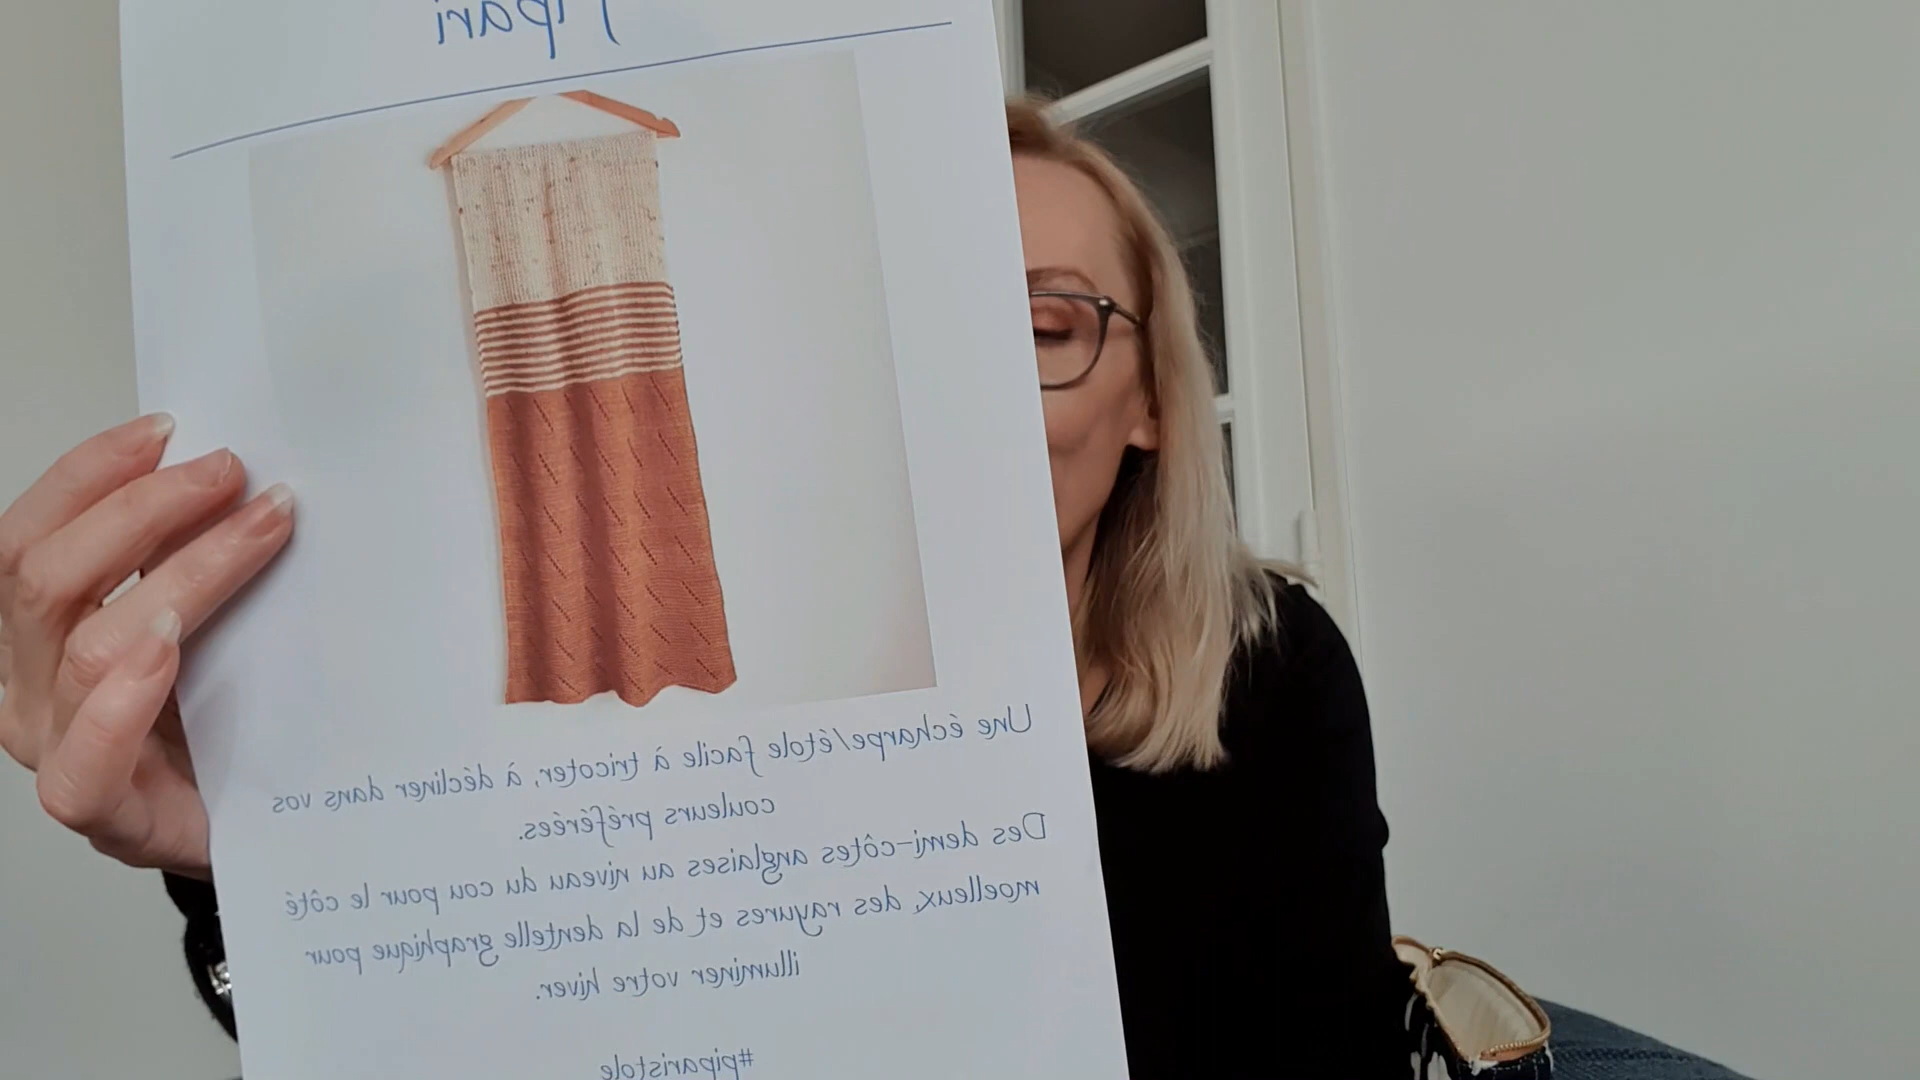 Pipari
Une écharpe/étole facile à tricoter, à décliner dans vos
couleurs préférées.
Des demi-côtes anglaises au niveau du cou pour le côté
moelleux, des rayures et de la dentelle graphique pour
illuminer votre hiver.
#piparistole